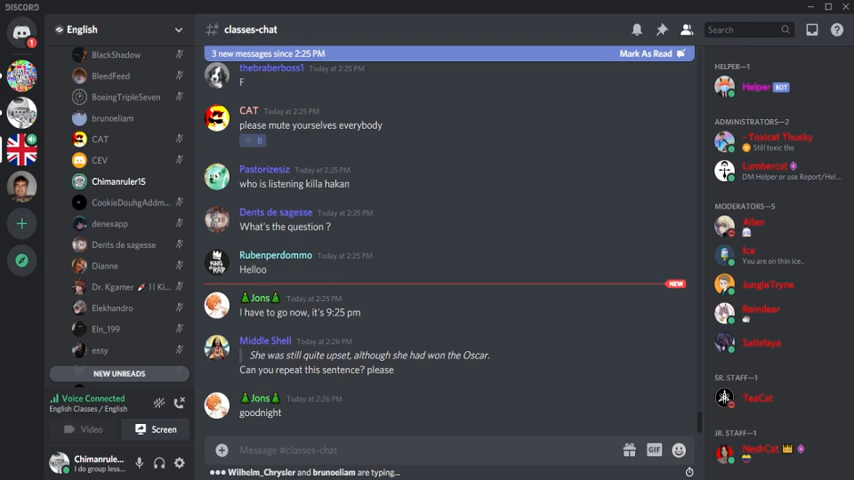 DISCORD
English
classes-chat
Search
3 new messages since 2:25 PM
Mark As Read
1
BlackShadow
BleedFeed
BoeingTripleSeven
brunoeliam
CAT
CEV
Chimanruler15
CookieDouhgAddm...
denexapp
Dents de sagesse
Dianne
Dr. Kgamer I I Ki...
Elekhandro
Eln_199
essy
NEW UNREADS
Voice Connected
English Classes / English
Video
Screen
Chimanruler...
I do group less...
thebraberboss1 Today at 2:25 PM
F
CAT Today at 2:25 PM
please mute yourselves everybody
8
Pastorizesiz Today at 2:25 PM
who is listening killa hakan
Dents de sagesse Today at 2:25 PM
What's the question ?
Rubenperdommo Today at 2:25 PM
Helloo
NEW
Jons Today at 2:25 PM
I have to go now, it's 9:25 pm
Middle Shell Today at 2:26 PM
She was still quite upset, although she had won the Oscar.
Can you repeat this sentence? please
Jons Today at 2:26 PM
goodnight
Message #classes-chat
GIF
Wilhelm_Chrysler and brunoeliam are typing...
HELPER—1
Helper BOT
ADMINISTRATORS—2
Toxicat Thusky
Still toxic tho
Lumbercat
DM Helper or use Report/Hel...
MODERATORS—5
Allen
Ice
You are on thin ice..
JungleTryne
Reindeer
Satisfaya
SR. STAFF—1
TeaCat
JR. STAFF—1
NeshCat